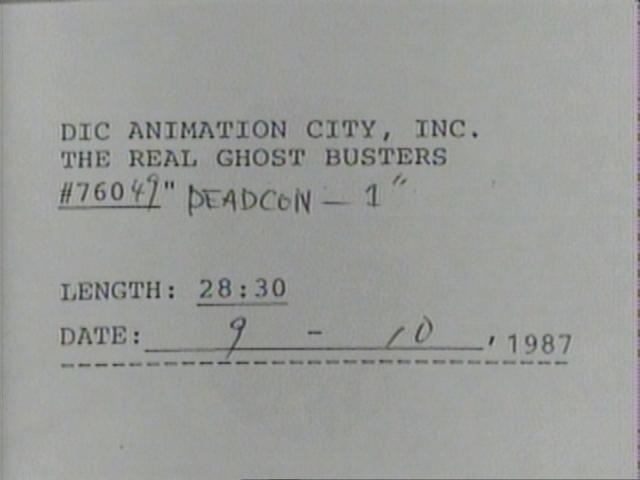 DIC ANIMATION CITY, INC.
THE REAL GHOST BUSTERS
#76049" DEADCON - 1"
LENGTH: 28:30
DATE: 9 - 10, 1987